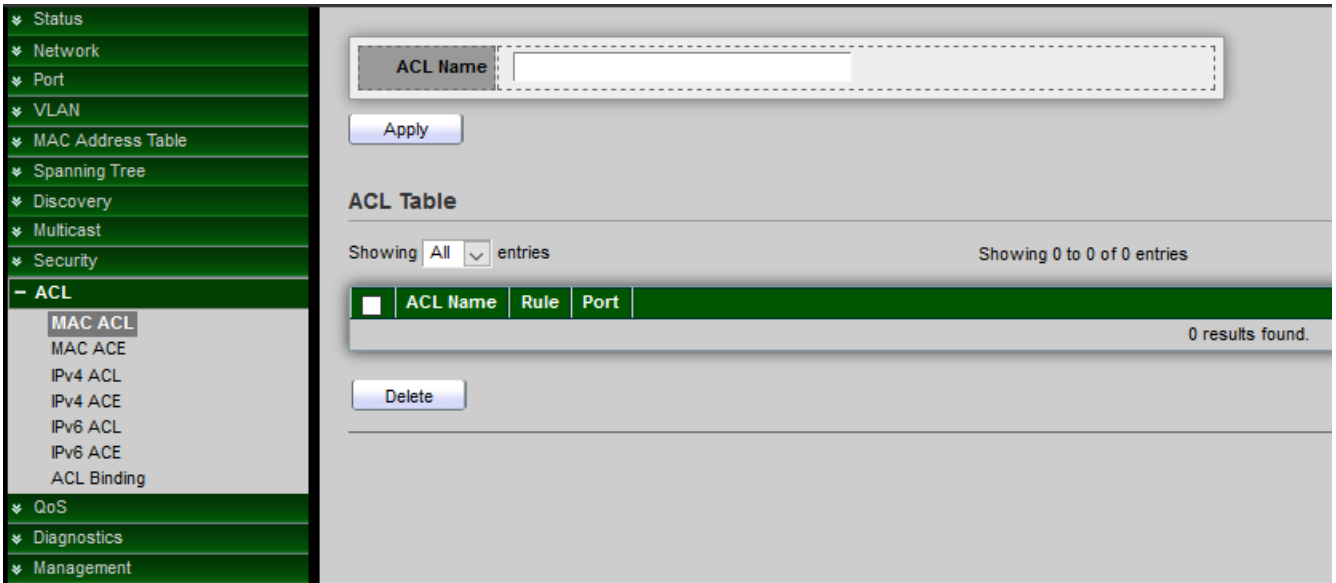 Status
Network
Port
VLAN
MAC Address Table
Spanning Tree
Discovery
Multicast
Security
ACL
MAC ACL
MAC ACE
IPv4 ACL
IPv4 ACE
IPv6 ACL
IPv6 ACE
ACL Binding
QoS
Diagnostics
Management
ACL Name
Apply
ACL Table
Showing All entries Showing 0 to 0 of 0 entries
ACL Name Rule Port
0 results found.
Delete